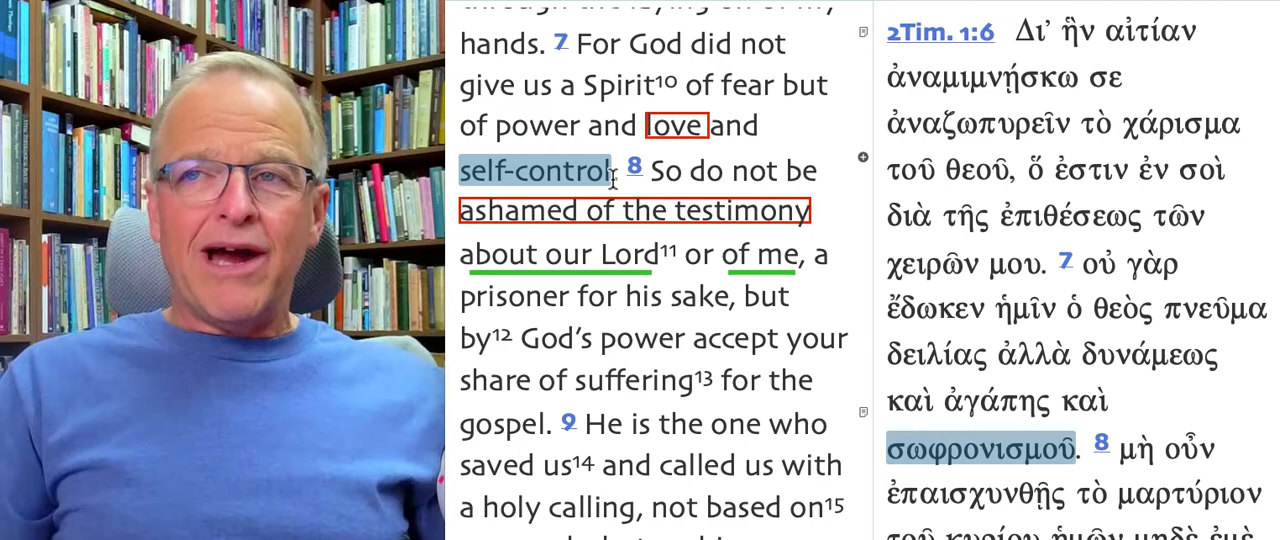 hands. 7 For God did not
give us a Spirit¹⁰ of fear but
of power and love and
self-control. 8 So do not be
ashamed of the testimony
about our Lord¹¹ or of me, a
prisoner for his sake, but
by¹² God’s power accept your
share of suffering¹³ for the
gospel. 9 He is the one who
saved us¹⁴ and called us with
a holy calling, not based on¹⁵
2Tim. 1:6 Δι’ ἣν αἰτίαν
ἀναμιμνῄσκω σε
ἀναζωπυρεῖν τὸ χάρισμα
τοῦ θεοῦ, ὅ ἐστιν ἐν σοὶ
διὰ τῆς ἐπιθέσεως τῶν
χειρῶν μου. 7 οὐ γὰρ
ἔδωκεν ἡμῖν ὁ θεὸς πνεῦμα
δειλίας ἀλλὰ δυνάμεως
καὶ ἀγάπης καὶ
σωφρονισμοῦ. 8 μὴ οὖν
ἐπαισχυνθῇς τὸ μαρτύριον
τοῦ κυρίου ἡμῶν μηδὲ ἐμὲ